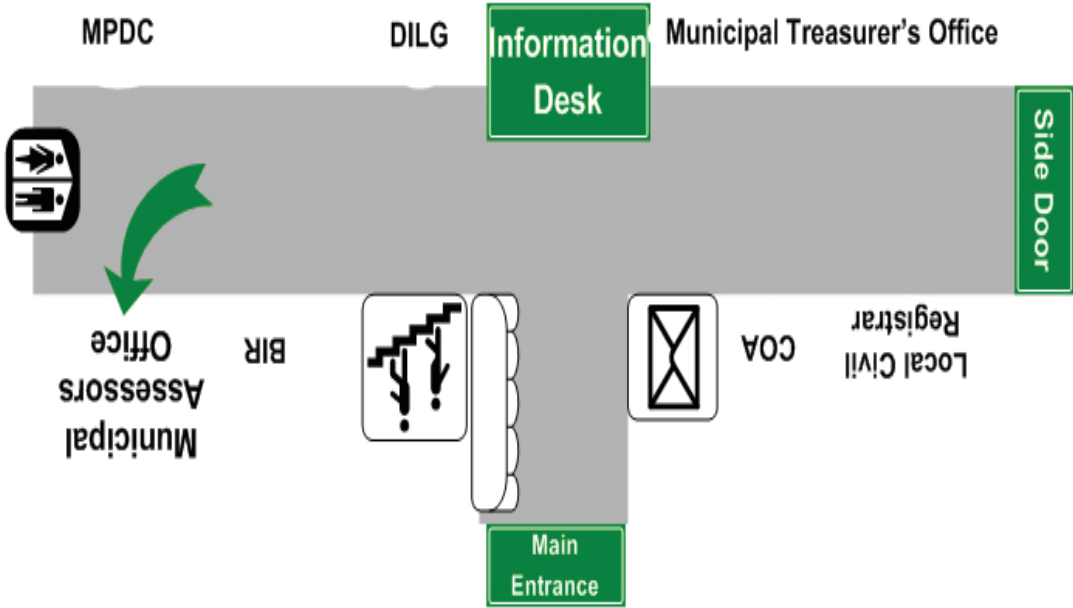 MPDC
DILG
Information
Desk
Municipal Treasurer's Office
Side Door
Municipal
Assessors
Office
BIR
COA
Local Civil
Registrar
Main
Entrance